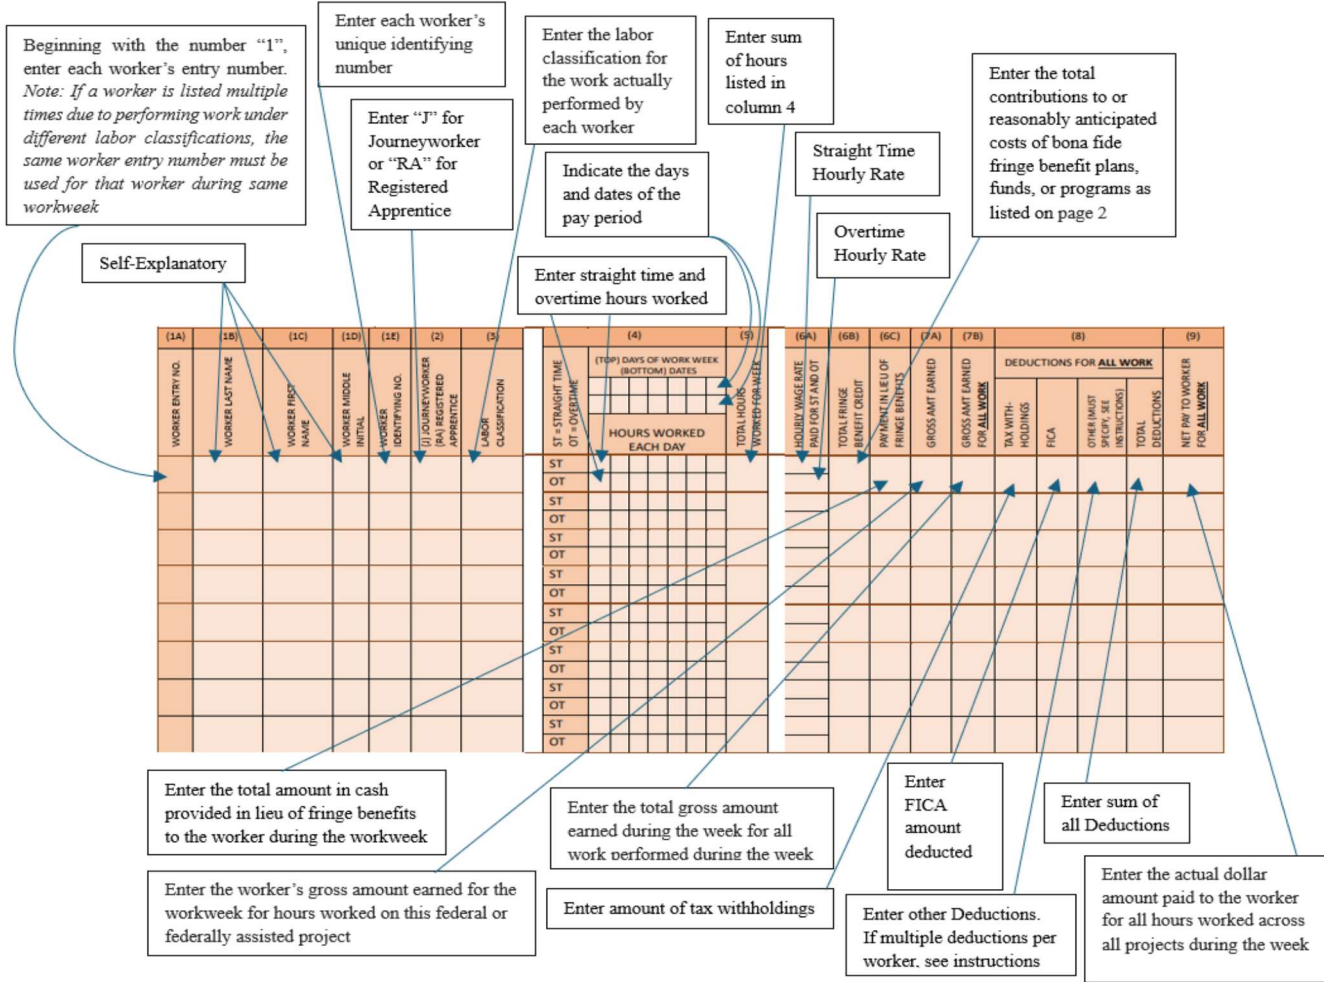 Beginning with the number “1”,
enter each worker’s entry number.
Note: If a worker is listed multiple
times due to performing work under
different labor classifications, the
same worker entry number must be
used for that worker during same
workweek
Enter each worker’s
unique identifying
number
Enter “J” for
Journeyworker
or “RA” for
Registered
Apprentice
Enter the labor
classification for
the work actually
performed by
each worker
Indicate the days
and dates of the
pay period
Enter sum
of hours
listed in
column 4
Straight Time
Hourly Rate
Overtime
Hourly Rate
Enter the total
contributions to or
reasonably anticipated
costs of bona fide
fringe benefit plans,
funds, or programs as
listed on page 2
Self-Explanatory
Enter straight time and
overtime hours worked
(1A)
(1B)
(1C)
(1D)
(1E)
(2)
(3)
(4)
(5)
(6A)
(6B)
(6C)
(7A)
(7B)
(8)
(9)
WORKER ENTRY NO.
WORKER LAST NAME
WORKER FIRST
NAME
WORKER MIDDLE
INITIAL
WORKER
IDENTIFYING NO.
(J) JOURNEYWORKER
(RA) REGISTERED
APPRENTICE
LABOR
CLASSIFICATION
ST = STRAIGHT TIME
OT = OVERTIME
(TOP) DAYS OF WORK WEEK
(BOTTOM) DATES
HOURS WORKED
EACH DAY
TOTAL HOURS
WORKED FOR WEEK
HOURLY WAGE RATE
PAID FOR ST AND OT
TOTAL FRINGE
BENEFIT CREDIT
PAYMENT IN LIEU OF
FRINGE BENEFITS
GROSS AMT EARNED
GROSS AMT EARNED
FOR ALL WORK
DEDUCTIONS FOR ALL WORK
TAX WITH-
HOLDINGS
FICA
OTHER (MUST
SPECIFY, SEE
INSTRUCTIONS)
TOTAL
DEDUCTIONS
NET PAY TO WORKER
FOR ALL WORK
ST
OT
ST
OT
ST
OT
ST
OT
ST
OT
ST
OT
ST
OT
ST
OT
Enter the total amount in cash
provided in lieu of fringe benefits
to the worker during the workweek
Enter the worker’s gross amount earned for the
workweek for hours worked on this federal or
federally assisted project
Enter the total gross amount
earned during the week for all
work performed during the week
Enter amount of tax withholdings
Enter
FICA
amount
deducted
Enter other Deductions.
If multiple deductions per
worker, see instructions
Enter sum of
all Deductions
Enter the actual dollar
amount paid to the worker
for all hours worked across
all projects during the week